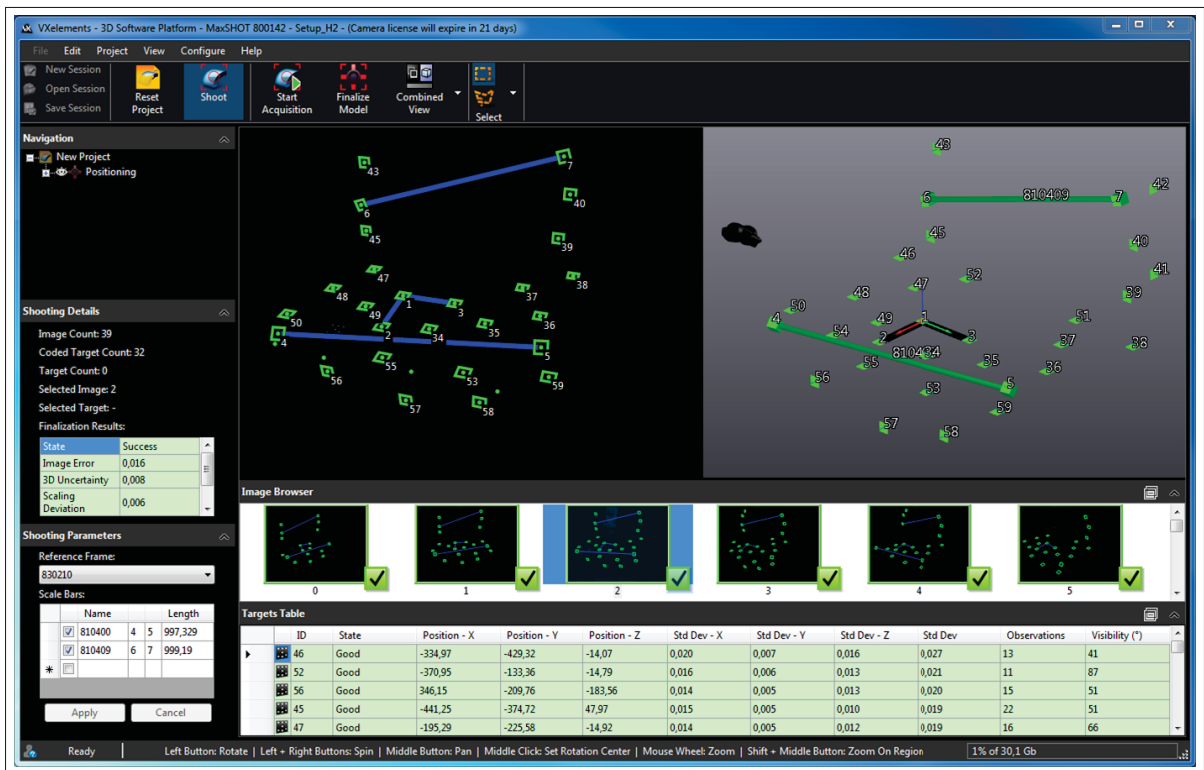 VXelements - 3D Software Platform - MaxSHOT 800142 - Setup_H2 - (Camera license will expire in 21 days)
File Edit Project View Configure Help
New Session
Open Session
Save Session
Reset Project
Shoot
Start Acquisition
Finalize Model
Combined View
Select
Navigation
New Project
Positioning
Shooting Details
Image Count: 39
Coded Target Count: 32
Target Count: 0
Selected Image: 2
Selected Target: -
Finalization Results:
State Success
Image Error 0,016
3D Uncertainty 0,008
Scaling Deviation 0,006
Shooting Parameters
Reference Frame:
830210
Scale Bars:
Name Length
810400 4 5 997,329
810409 6 7 999,19
*
Apply Cancel
43
7
6
40
45
39
47
38
48
1
37
49
3
50
36
2
34
35
4
5
55
56
53
59
57
58
43
42
6
810409
7
45
40
46
41
47
52
48
39
50
4
49
1
51
54
2
3
37
38
810434
55
35
36
56
53
5
59
57
58
Image Browser
0 1 2 3 4 5
Targets Table
ID State Position - X Position - Y Position - Z Std Dev - X Std Dev - Y Std Dev - Z Std Dev Observations Visibility (°)
46 Good -334,97 -429,32 -14,07 0,020 0,007 0,016 0,027 13 41
52 Good -370,95 -133,36 -14,79 0,016 0,006 0,013 0,021 11 87
56 Good 346,15 -209,76 -183,56 0,014 0,005 0,013 0,020 15 51
45 Good -441,25 -374,72 47,97 0,015 0,005 0,010 0,019 22 51
47 Good -195,29 -225,58 -14,92 0,014 0,005 0,012 0,019 16 66
Ready Left Button: Rotate | Left + Right Buttons: Spin | Middle Button: Pan | Middle Click: Set Rotation Center | Mouse Wheel: Zoom | Shift + Middle Button: Zoom On Region 1% of 30,1 Gb